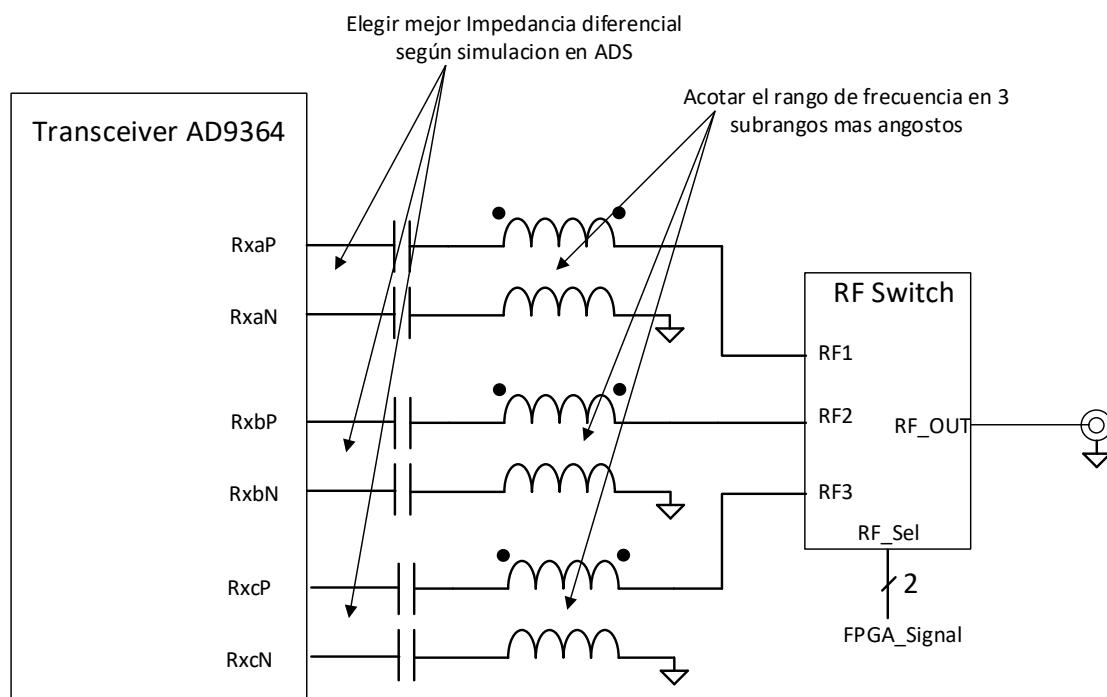 Elegir mejor Impedancia diferencial
según simulacion en ADS
Acotar el rango de frecuencia en 3
subrangos mas angostos
Transceiver AD9364
RxaP
RxaN
RxbP
RxbN
RxcP
RxcN
RF Switch
RF1
RF2
RF_OUT
RF3
RF_Sel
2
FPGA_Signal